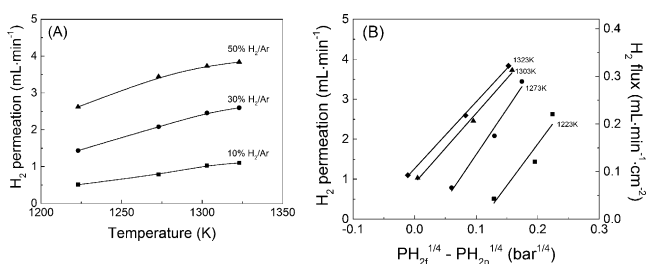 (A)
50% H2/Ar
30% H2/Ar
10% H2/Ar
H2 permeation (mL·min-1)
5
4
3
2
1
0
1200
1250
1300
1350
Temperature (K)
(B)
1323K
1303K
1273K
1223K
H2 permeation (mL·min-1)
5
4
3
2
1
0
-0.1
0.0
0.1
0.2
0.3
PH2f1/4 - PH2p1/4 (bar1/4)
0.4
0.3
0.2
0.1
0.0
H2 flux (mL·min-1·cm-2)